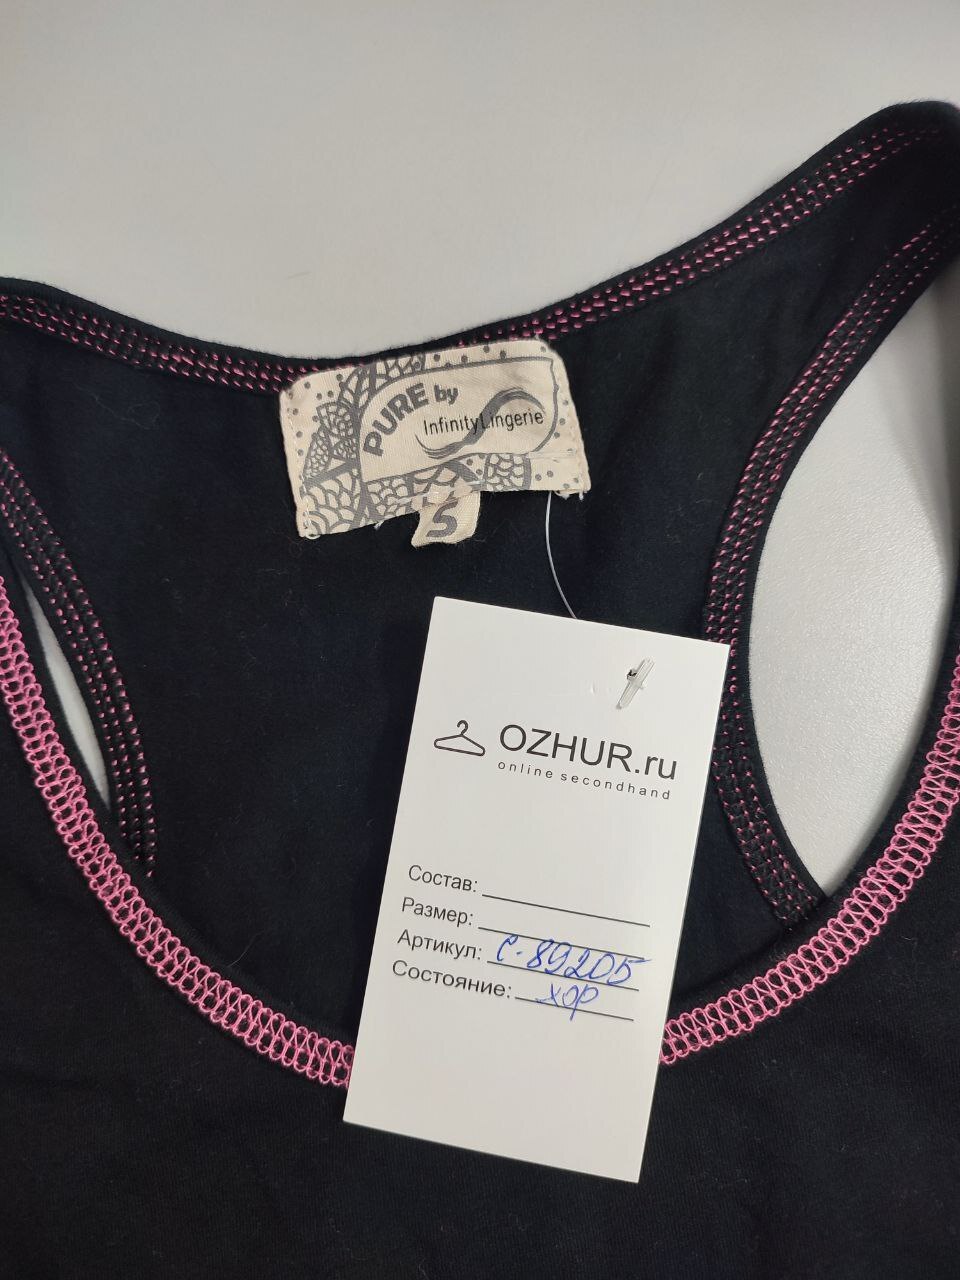 PURE by
InfinityLingerie
S
OZHUR.ru
online secondhand
Состав:
Размер:
Артикул: С-89205
Состояние: хор